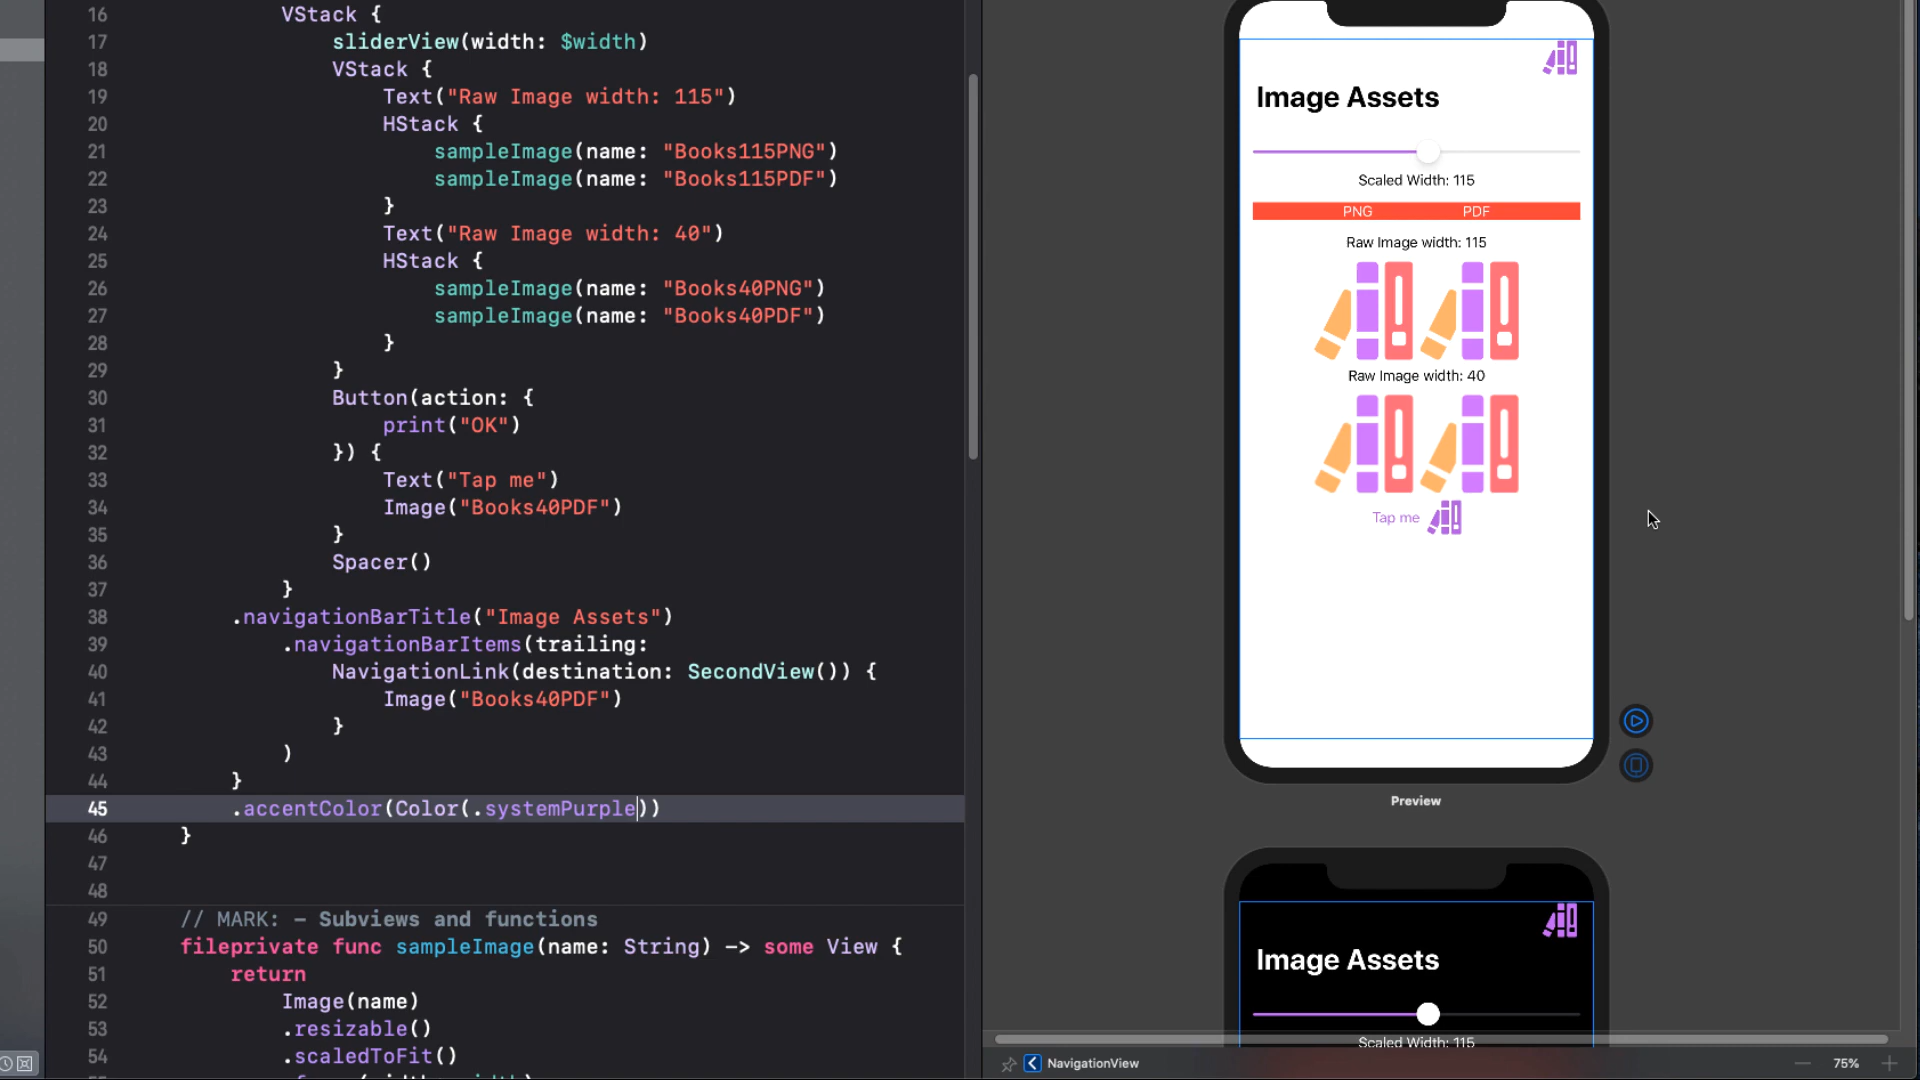 16 VStack {
17 sliderView(width: $width)
18 VStack {
19 Text("Raw Image width: 115")
20 HStack {
21 sampleImage(name: "Books115PNG")
22 sampleImage(name: "Books115PDF")
23 }
24 Text("Raw Image width: 40")
25 HStack {
26 sampleImage(name: "Books40PNG")
27 sampleImage(name: "Books40PDF")
28 }
29 }
30 Button(action: {
31 print("OK")
32 }) {
33 Text("Tap me")
34 Image("Books40PDF")
35 }
36 Spacer()
37 }
38 .navigationBarTitle("Image Assets")
39 .navigationBarItems(trailing:
40 NavigationLink(destination: SecondView()) {
41 Image("Books40PDF")
42 }
43 )
44 }
45 .accentColor(Color(.systemPurple))
46 }
47
48
49 // MARK: – Subviews and functions
50 fileprivate func sampleImage(name: String) -> some View {
51 return
52 Image(name)
53 .resizable()
54 .scaledToFit()
Image Assets
Scaled Width: 115
PNG PDF
Raw Image width: 115
Raw Image width: 40
Tap me
Preview
Image Assets
Scaled Width: 115
NavigationView
75%